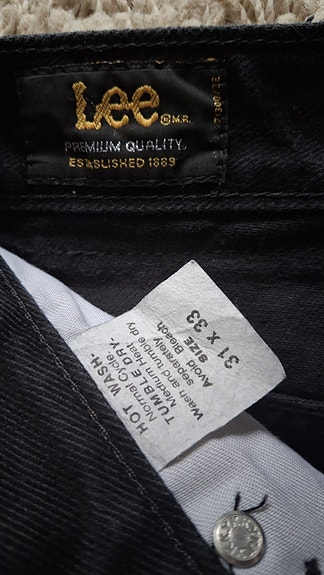 Lee ® M.R.
PREMIUM QUALITY.
ESTABLISHED 1889
HOT WASH-
Normal Cycle.
TUMBLE DRY-
Medium Heat.
Wash and tumble dry
separately
Avoid Bleach
SIZE
31 X 33